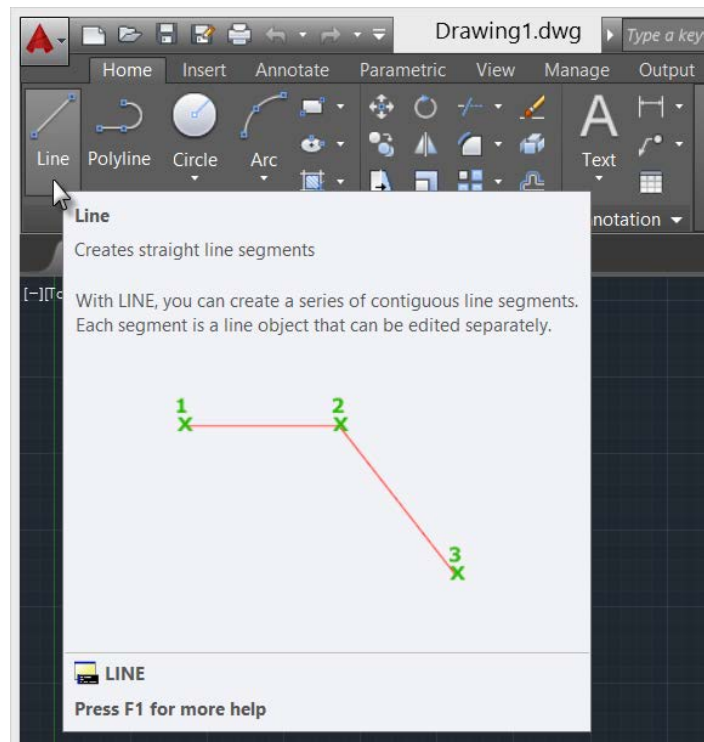 Drawing1.dwg
Type a key
Home Insert Annotate Parametric View Manage Output
Line Polyline Circle Arc Text
notation
[−][To
Line
Creates straight line segments
With LINE, you can create a series of contiguous line segments.
Each segment is a line object that can be edited separately.
1 2
3
LINE
Press F1 for more help